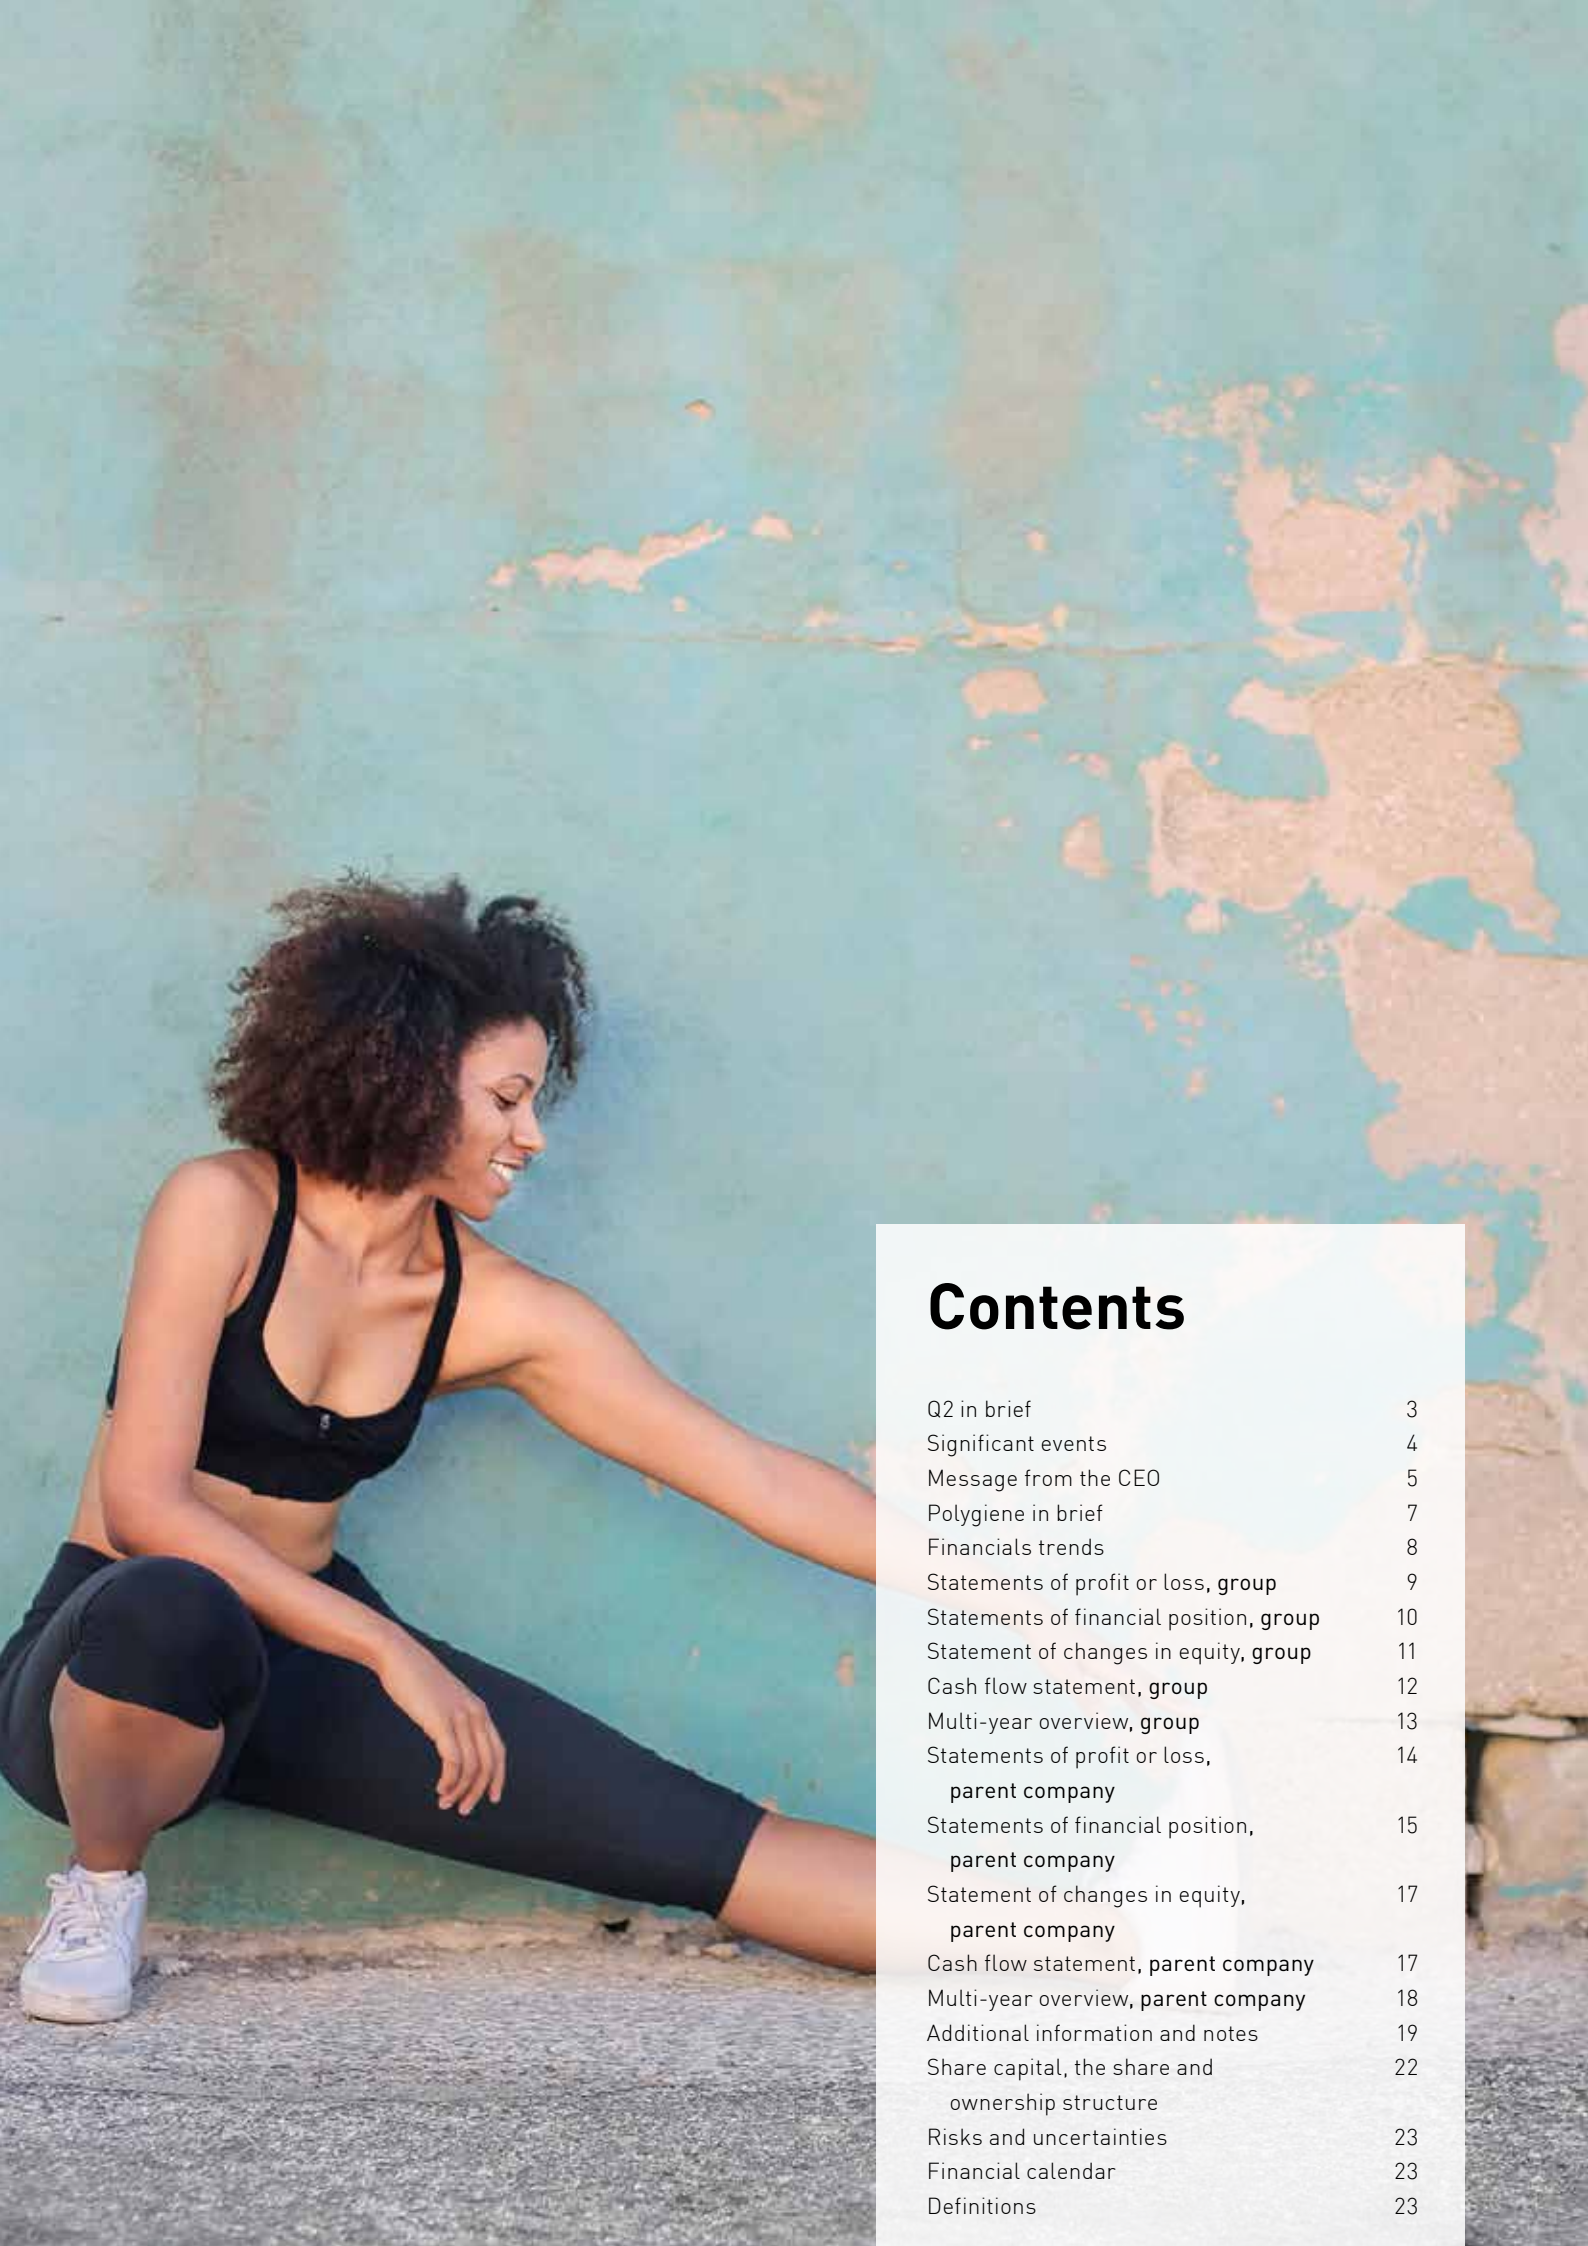 Contents
Q2 in brief 3
Significant events 4
Message from the CEO 5
Polygiene in brief 7
Financials trends 8
Statements of profit or loss, group 9
Statements of financial position, group 10
Statement of changes in equity, group 11
Cash flow statement, group 12
Multi-year overview, group 13
Statements of profit or loss, 14
parent company
Statements of financial position, 15
parent company
Statement of changes in equity, 17
parent company
Cash flow statement, parent company 17
Multi-year overview, parent company 18
Additional information and notes 19
Share capital, the share and 22
ownership structure
Risks and uncertainties 23
Financial calendar 23
Definitions 23